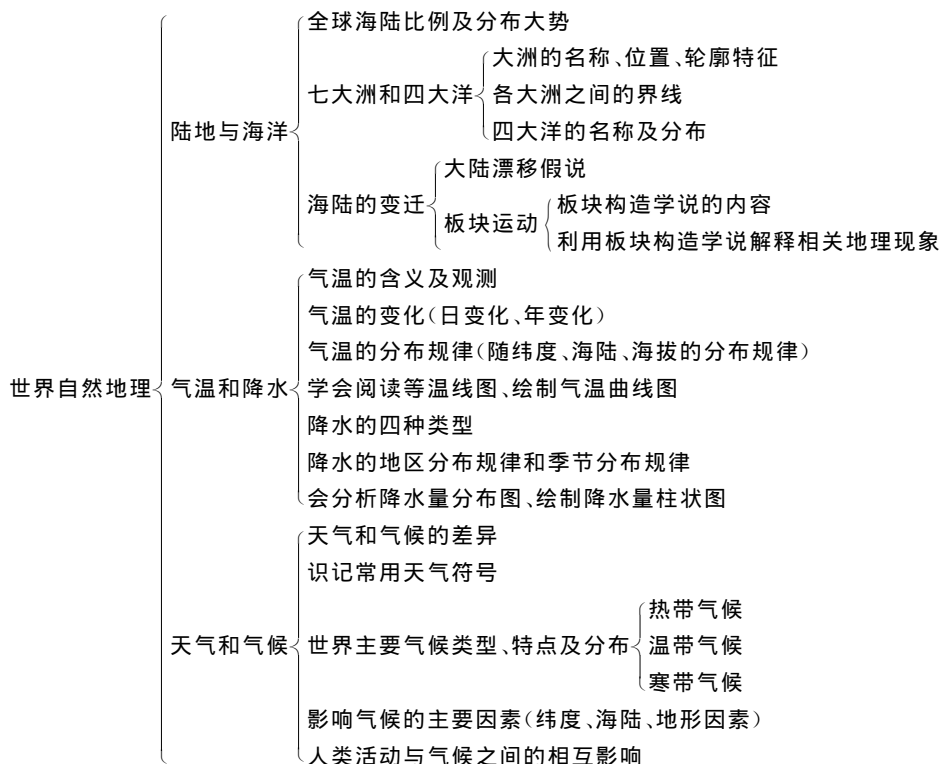 全球海陆比例及分布大势
大洲的名称、位置、轮廓特征
七大洲和四大洋
各大洲之间的界线
陆地与海洋
四大洋的名称及分布
大陆漂移假说
海陆的变迁
板块构造学说的内容
板块运动
利用板块构造学说解释相关地理现象
气温的含义及观测
气温的变化(日变化、年变化)
气温的分布规律(随纬度、海陆、海拔的分布规律)
世界自然地理
气温和降水
学会阅读等温线图、绘制气温曲线图
降水的四种类型
降水的地区分布规律和季节分布规律
会分析降水量分布图、绘制降水量柱状图
天气和气候的差异
识记常用天气符号
热带气候
天气和气候
世界主要气候类型、特点及分布
温带气候
寒带气候
影响气候的主要因素(纬度、海陆、地形因素)
人类活动与气候之间的相互影响